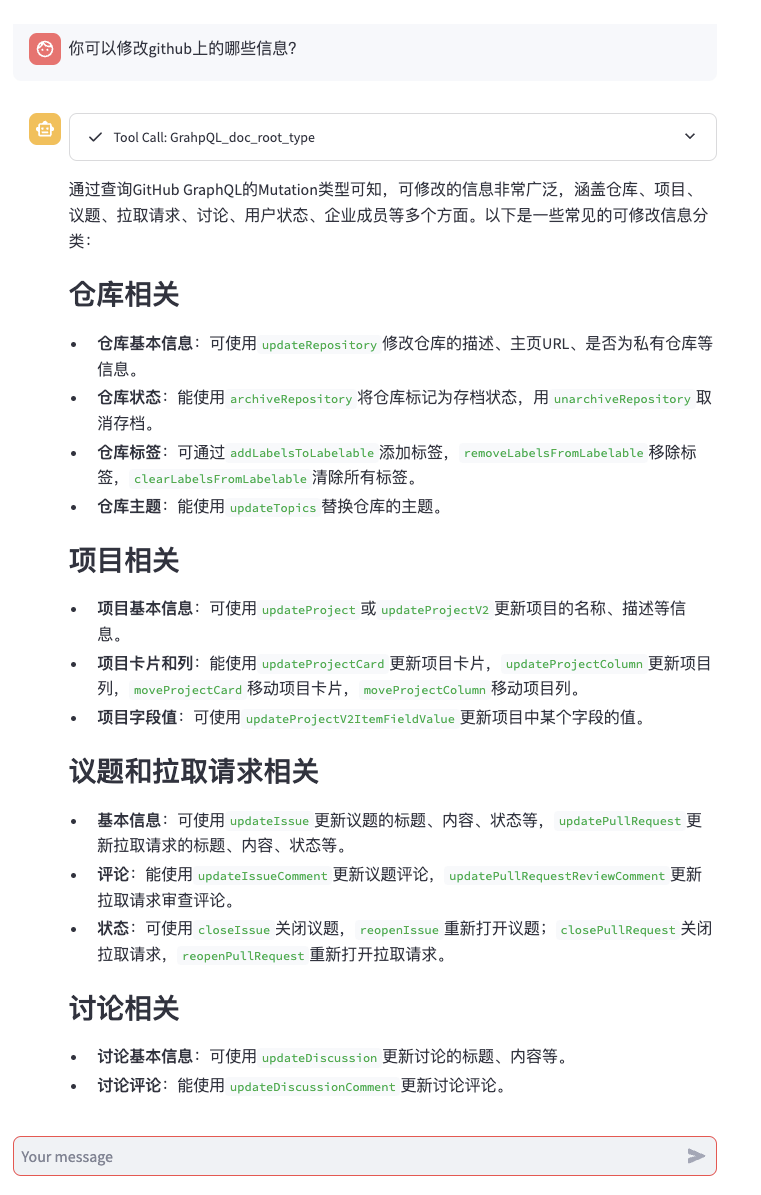 你可以修改github上的哪些信息？
Tool Call: GrahpQL_doc_root_type
通过查询GitHub GraphQL的Mutation类型可知，可修改的信息非常广泛，涵盖仓库、项目、
议题、拉取请求、讨论、用户状态、企业成员等多个方面。以下是一些常见的可修改信息分
类：
仓库相关
• 仓库基本信息：可使用 updateRepository 修改仓库的描述、主页URL、是否为私有仓库等
信息。
• 仓库状态：能使用 archiveRepository 将仓库标记为存档状态，用 unarchiveRepository 取
消存档。
• 仓库标签：可通过 addLabelsToLabelable 添加标签， removeLabelsFromLabelable 移除标
签， clearLabelsFromLabelable 清除所有标签。
• 仓库主题：能使用 updateTopics 替换仓库的主题。
项目相关
• 项目基本信息：可使用 updateProject 或 updateProjectV2 更新项目的名称、描述等信
息。
• 项目卡片和列：能使用 updateProjectCard 更新项目卡片， updateProjectColumn 更新项目
列， moveProjectCard 移动项目卡片， moveProjectColumn 移动项目列。
• 项目字段值：可使用 updateProjectV2ItemFieldValue 更新项目中某个字段的值。
议题和拉取请求相关
• 基本信息：可使用 updateIssue 更新议题的标题、内容、状态等， updatePullRequest 更
新拉取请求的标题、内容、状态等。
• 评论：能使用 updateIssueComment 更新议题评论， updatePullRequestReviewComment 更新
拉取请求审查评论。
• 状态：可使用 closeIssue 关闭议题， reopenIssue 重新打开议题； closePullRequest 关闭
拉取请求， reopenPullRequest 重新打开拉取请求。
讨论相关
• 讨论基本信息：可使用 updateDiscussion 更新讨论的标题、内容等。
• 讨论评论：能使用 updateDiscussionComment 更新讨论评论。
Your message